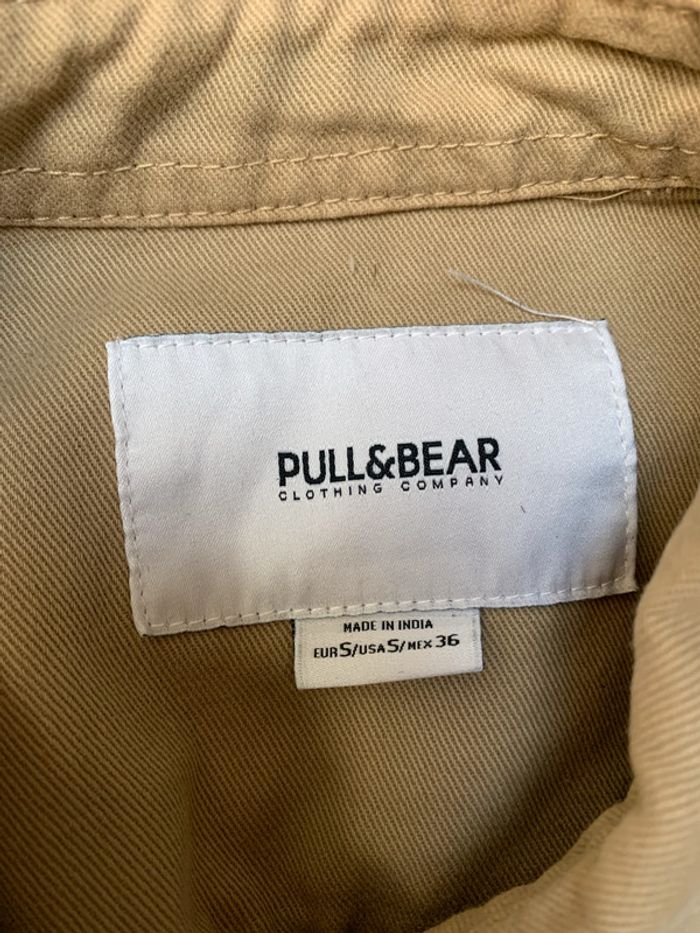 PULL&BEAR
CLOTHING COMPANY
MADE IN INDIA
EUR S/USA S/MEX 36